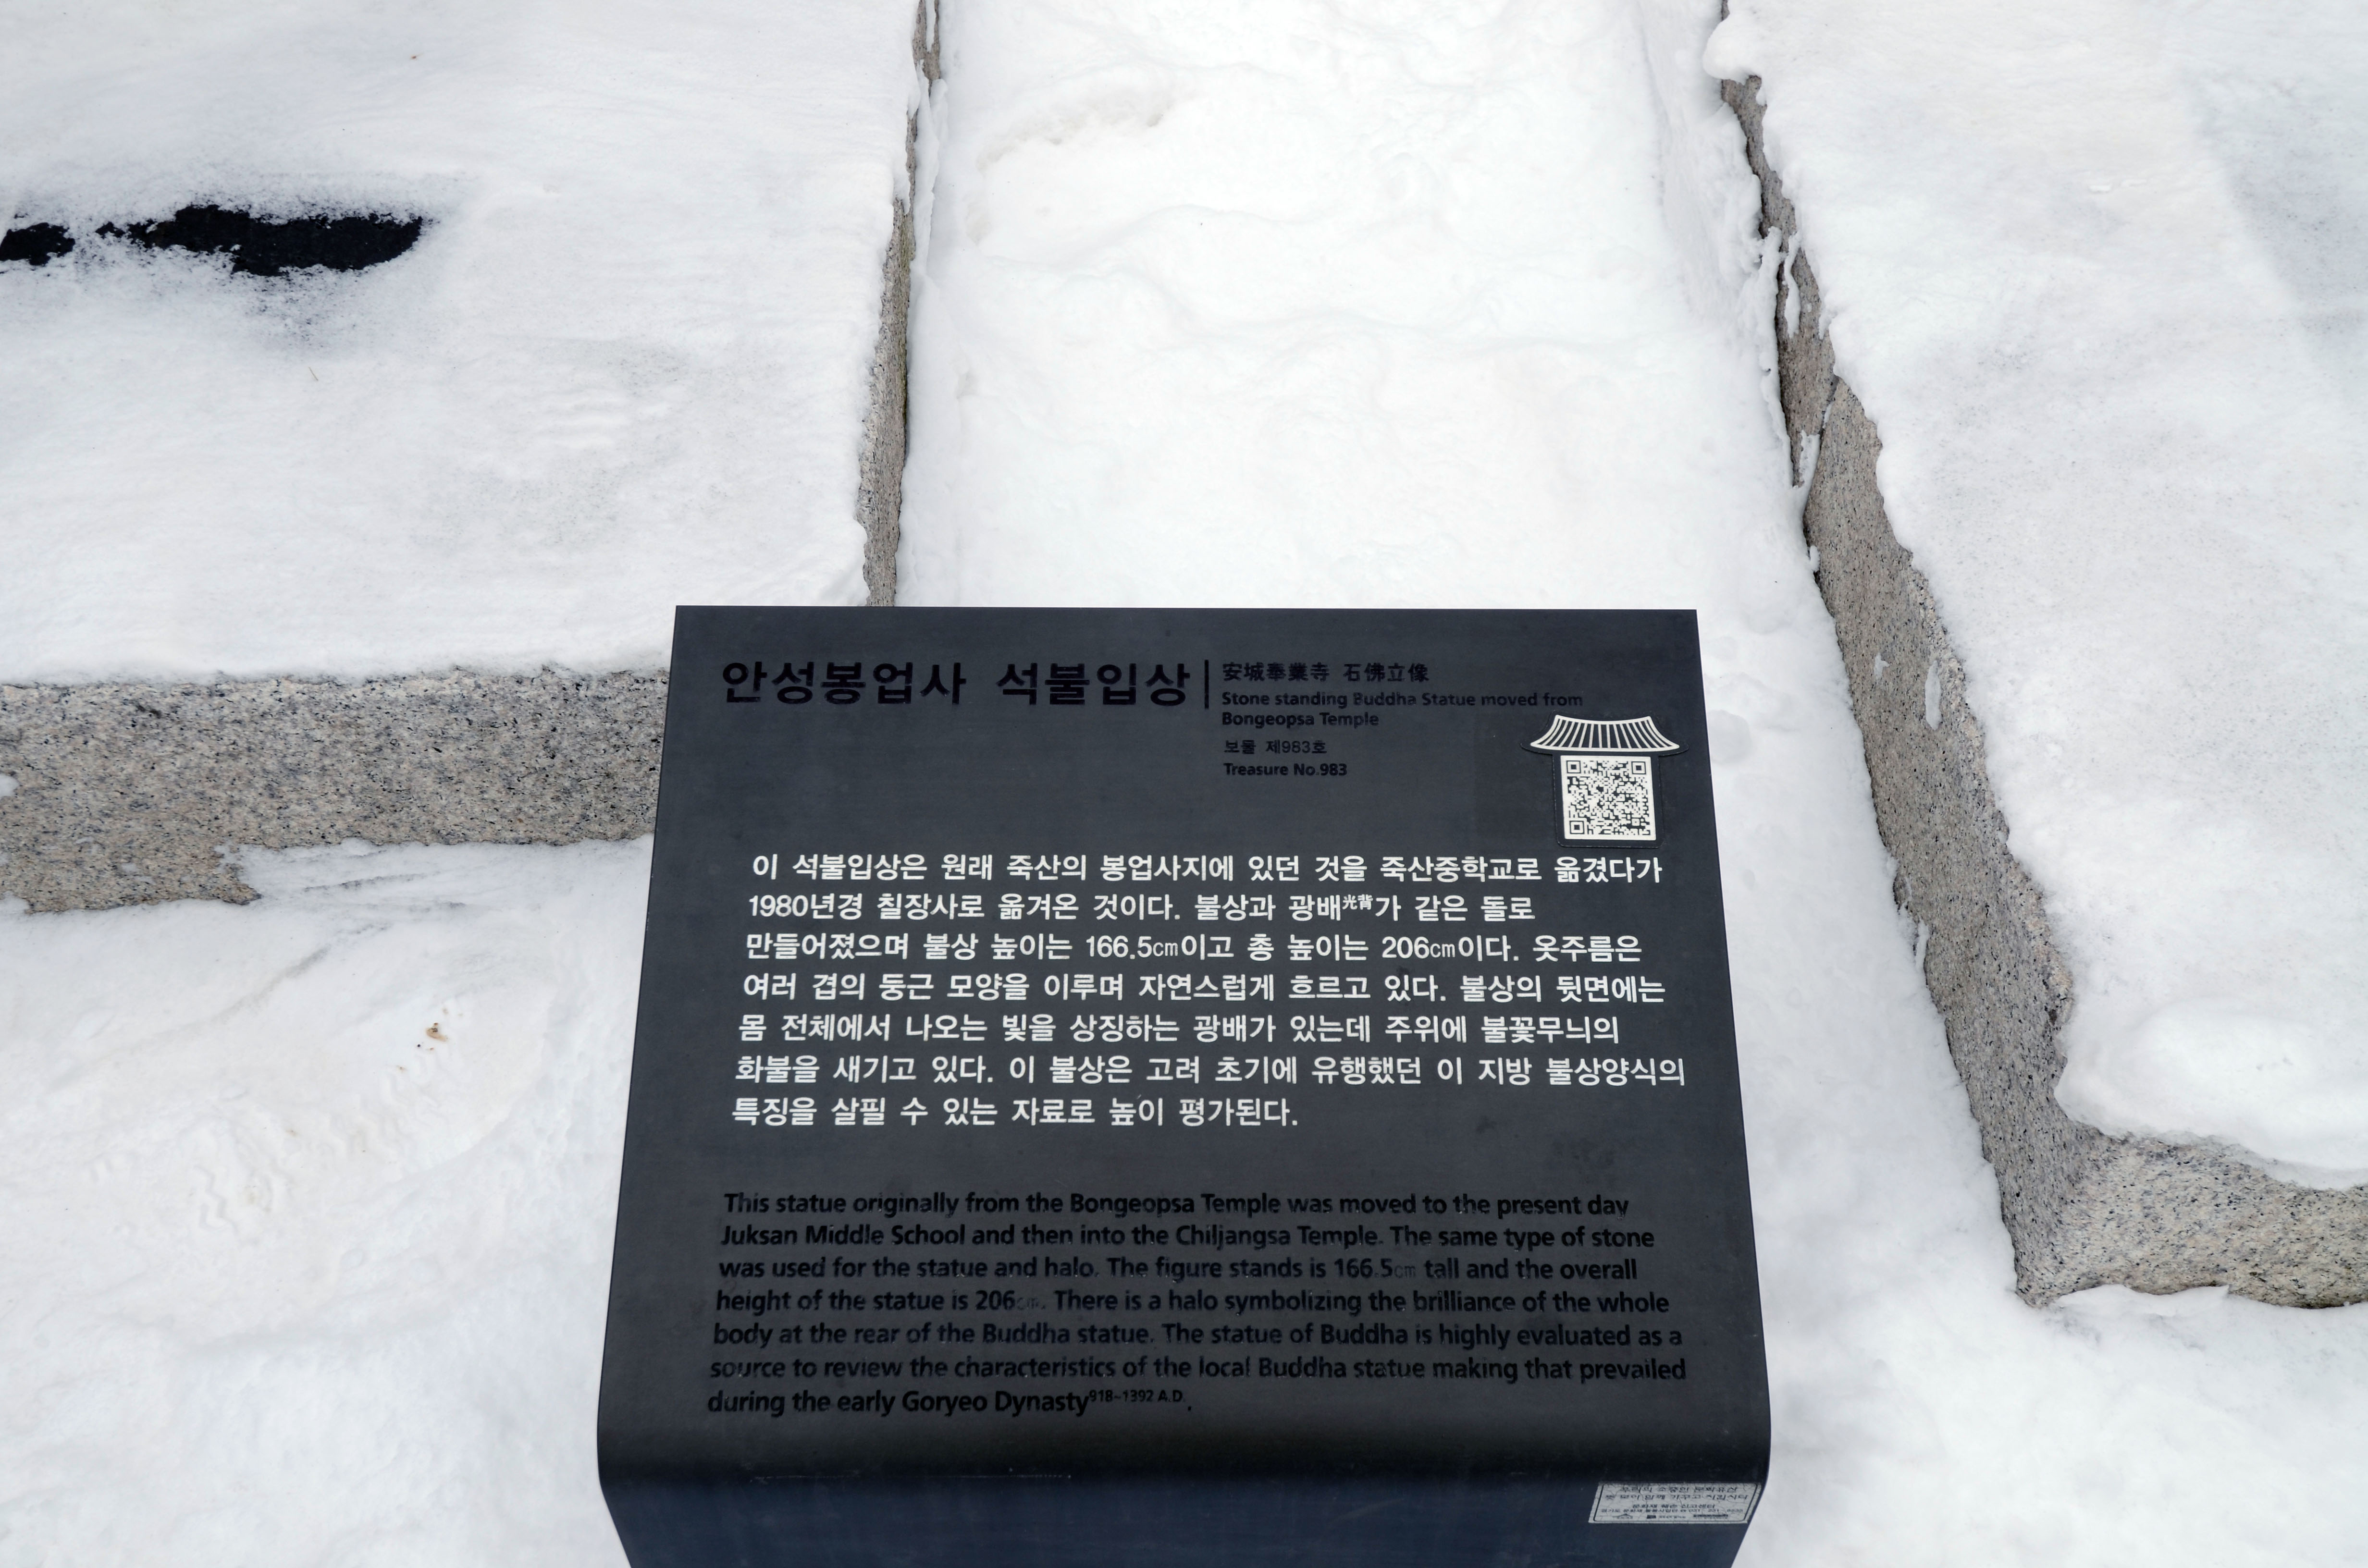 안성봉업사 석불입상
安城奉業寺 石佛立像
Stone standing Buddha Statue moved from
Bongeopsa Temple
보물 제983호
Treasure No.983
이 석불입상은 원래 죽산의 봉업사지에 있던 것을 죽산중학교로 옮겼다가
1980년경 칠장사로 옮겨온 것이다. 불상과 광배光背가 같은 돌로
만들어졌으며 불상 높이는 166.5㎝이고 총 높이는 206㎝이다. 옷주름은
여러 겹의 둥근 모양을 이루며 자연스럽게 흐르고 있다. 불상의 뒷면에는
몸 전체에서 나오는 빛을 상징하는 광배가 있는데 주위에 불꽃무늬의
화불을 새기고 있다. 이 불상은 고려 초기에 유행했던 이 지방 불상양식의
특징을 살필 수 있는 자료로 높이 평가된다.
This statue originally from the Bongeopsa Temple was moved to the present day
Juksan Middle School and then into the Chiljangsa Temple. The same type of stone
was used for the statue and halo. The figure stands is 166.5㎝ tall and the overall
height of the statue is 206㎝. There is a halo symbolizing the brilliance of the whole
body at the rear of the Buddha statue. The statue of Buddha is highly evaluated as a
source to review the characteristics of the local Buddha statue making that prevailed
during the early Goryeo Dynasty918-1392 A.D..